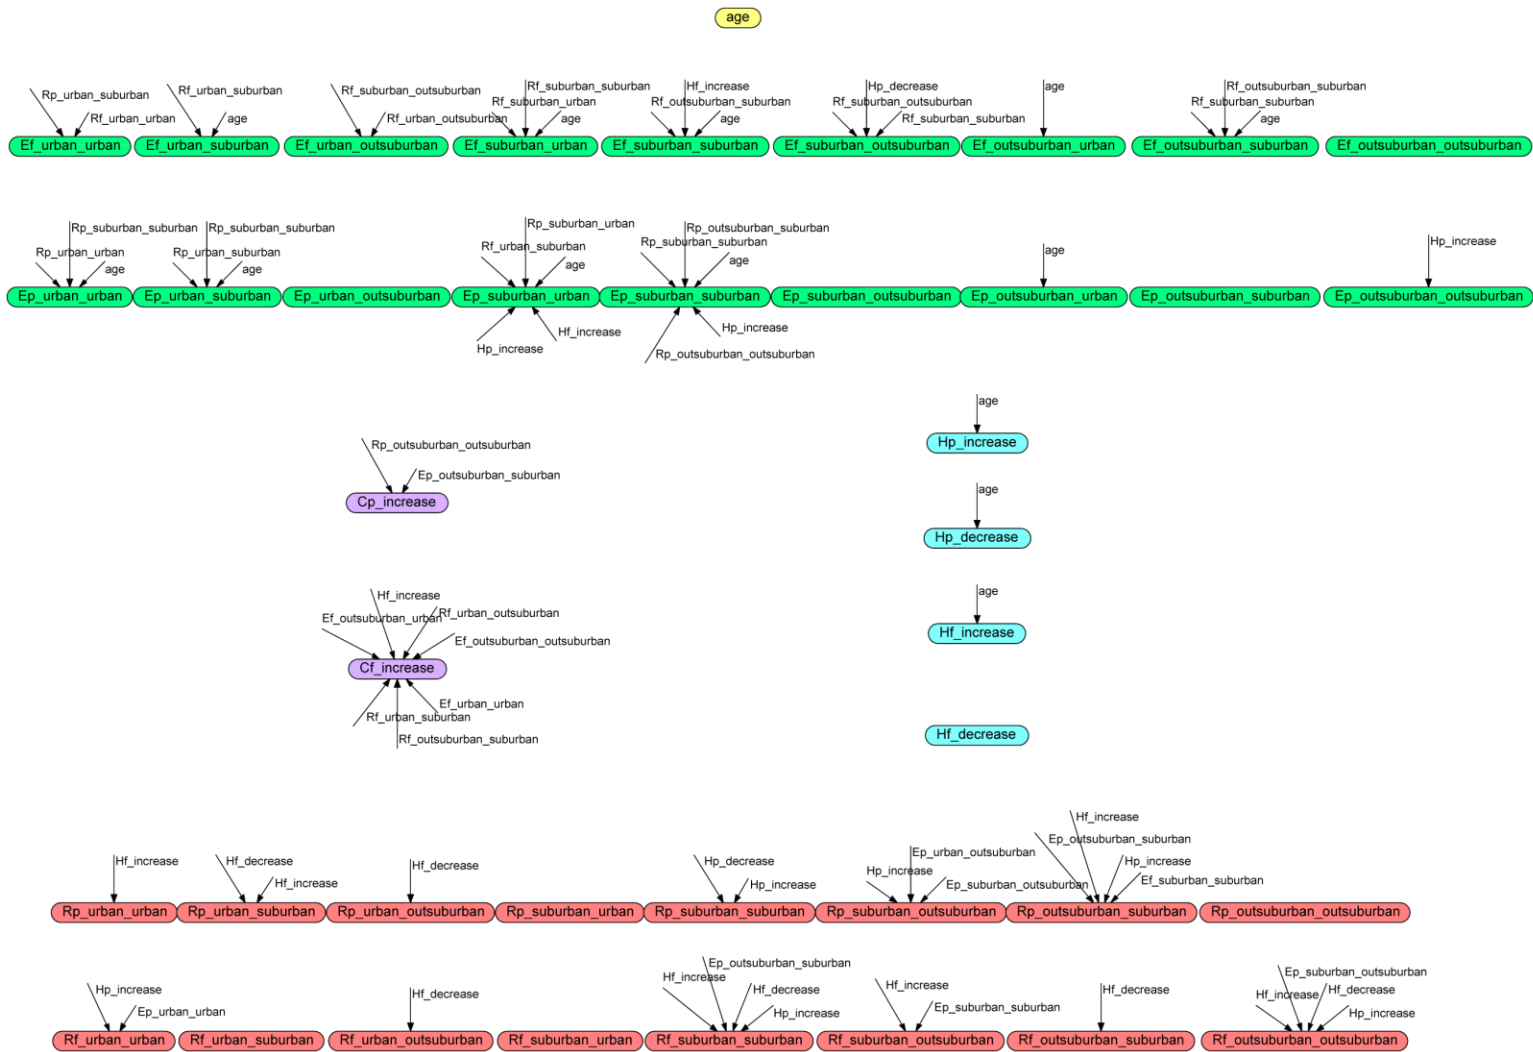 age
Rp_urban_suburban
Rf_urban_urban
Rf_urban_suburban
age
Rf_suburban_outsuburban
Rf_urban_outsuburban
Rf_suburban_suburban
Rf_suburban_urban
age
Hf_increase
Rf_outsuburban_suburban
age
Hp_decrease
Rf_suburban_outsuburban
Rf_suburban_suburban
age
Rf_outsuburban_suburban
Rf_suburban_suburban
age
Ef_urban_urban
Ef_urban_suburban
Ef_urban_outsuburban
Ef_suburban_urban
Ef_suburban_suburban
Ef_suburban_outsuburban
Ef_outsuburban_urban
Ef_outsuburban_suburban
Ef_outsuburban_outsuburban
Rp_suburban_suburban
Rp_urban_urban
age
Rp_suburban_suburban
Rp_urban_suburban
age
Rp_suburban_urban
Rf_urban_suburban
age
Rp_outsuburban_suburban
Rp_suburban_suburban
age
age
Hp_increase
Ep_urban_urban
Ep_urban_suburban
Ep_urban_outsuburban
Ep_suburban_urban
Ep_suburban_suburban
Ep_suburban_outsuburban
Ep_outsuburban_urban
Ep_outsuburban_suburban
Ep_outsuburban_outsuburban
Hf_increase
Hp_increase
Hp_increase
Rp_outsuburban_outsuburban
age
Hp_increase
Rp_outsuburban_outsuburban
Ep_outsuburban_suburban
Cp_increase
age
Hp_decrease
age
Hf_increase
Hf_increase
Ef_outsuburban_urban
Rf_urban_outsuburban
Ef_outsuburban_outsuburban
Cf_increase
Ef_urban_urban
Rf_urban_suburban
Rf_outsuburban_suburban
Hf_decrease
Hf_increase
Hf_decrease
Hf_increase
Hf_decrease
Hp_decrease
Hp_increase
Ep_urban_outsuburban
Hp_increase
Ep_suburban_outsuburban
Hf_increase
Ep_outsuburban_suburban
Hp_increase
Ef_suburban_suburban
Rp_urban_urban
Rp_urban_suburban
Rp_urban_outsuburban
Rp_suburban_urban
Rp_suburban_suburban
Rp_suburban_outsuburban
Rp_outsuburban_suburban
Rp_outsuburban_outsuburban
Hp_increase
Ep_urban_urban
Hf_decrease
Ep_outsuburban_suburban
Hf_increase
Hf_decrease
Hp_increase
Hf_increase
Ep_suburban_suburban
Hf_decrease
Ep_suburban_outsuburban
Hf_increase
Hf_decrease
Hp_increase
Rf_urban_urban
Rf_urban_suburban
Rf_urban_outsuburban
Rf_suburban_urban
Rf_suburban_suburban
Rf_suburban_outsuburban
Rf_outsuburban_suburban
Rf_outsuburban_outsuburban